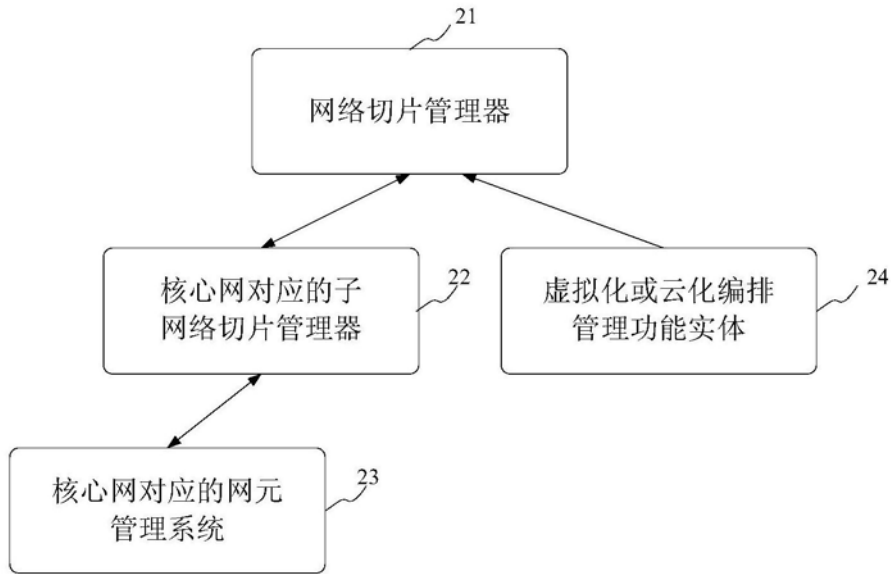 21
网络切片管理器
核心网对应的子
网络切片管理器
22
虚拟化或云化编排
管理功能实体
24
核心网对应的网元
管理系统
23